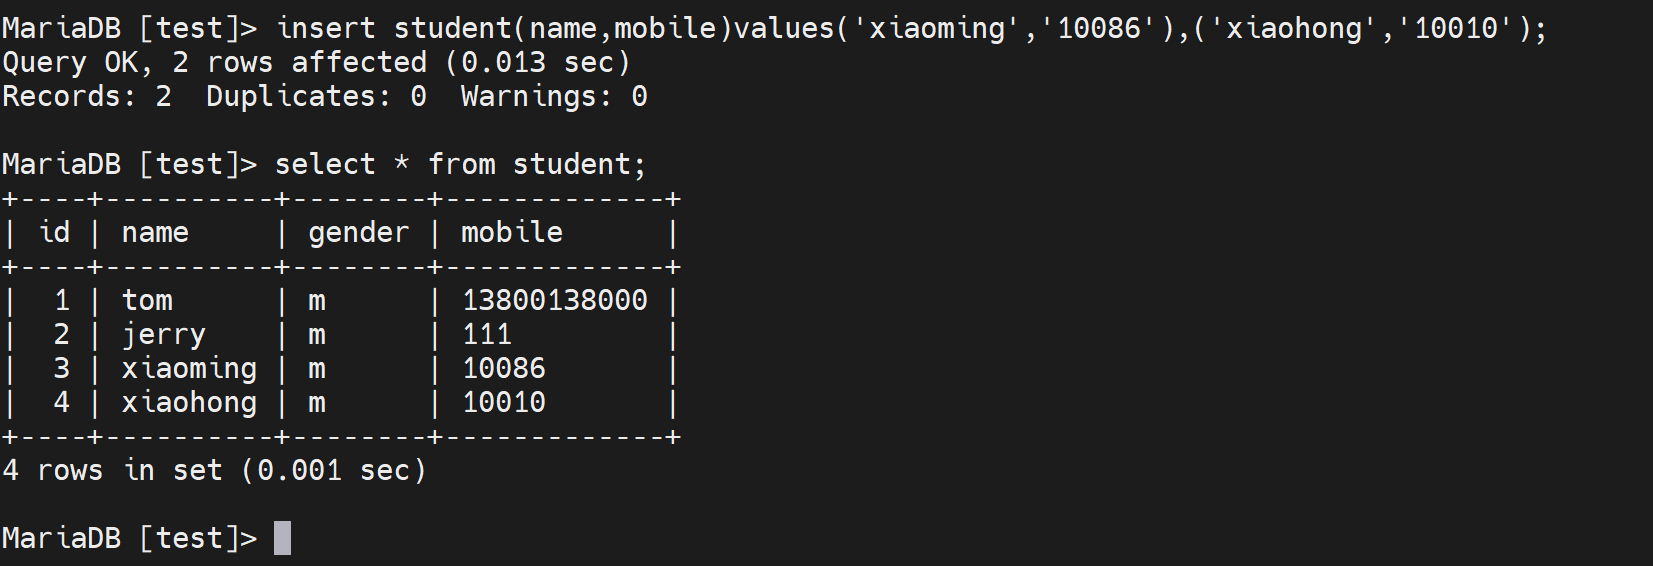 MariaDB [test]> insert student(name,mobile)values('xiaoming','10086'),('xiaohong','10010');
Query OK, 2 rows affected (0.013 sec)
Records: 2  Duplicates: 0  Warnings: 0

MariaDB [test]> select * from student;
+----+----------+--------+-------------+
| id | name     | gender | mobile      |
+----+----------+--------+-------------+
|  1 | tom      | m      | 13800138000 |
|  2 | jerry    | m      | 111         |
|  3 | xiaoming | m      | 10086       |
|  4 | xiaohong | m      | 10010       |
+----+----------+--------+-------------+
4 rows in set (0.001 sec)

MariaDB [test]>